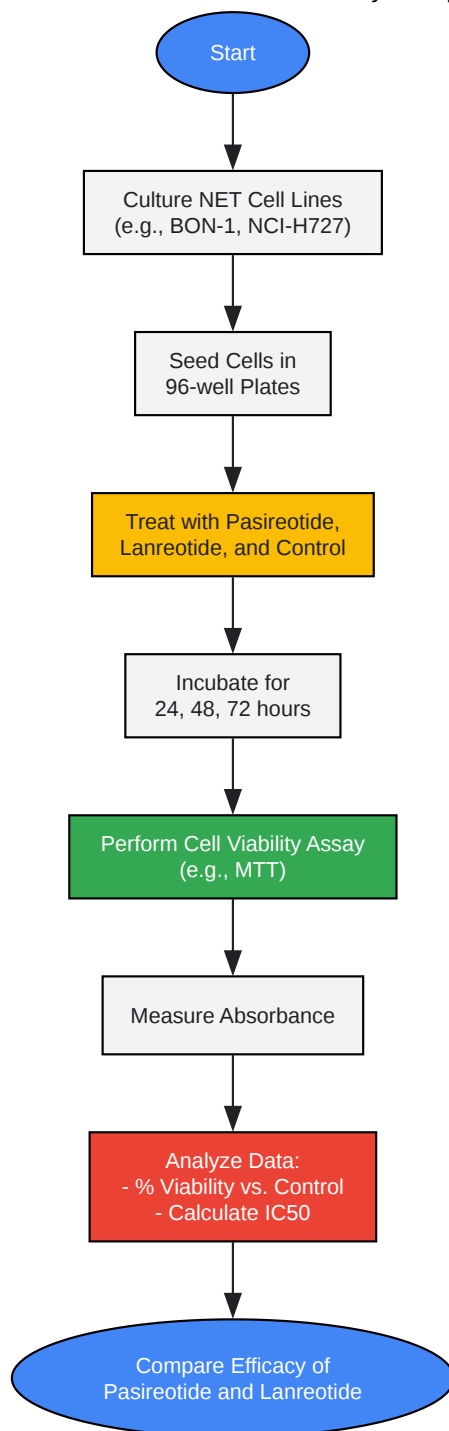 Start
Culture NET Cell Lines
(e.g., BON-1, NCI-H727)
Seed Cells in
96-well Plates
Treat with Pasireotide,
Lanreotide, and Control
Incubate for
24, 48, 72 hours
Perform Cell Viability Assay
(e.g., MTT)
Measure Absorbance
Analyze Data:
- % Viability vs. Control
- Calculate IC50
Compare Efficacy of
Pasireotide and Lanreotide